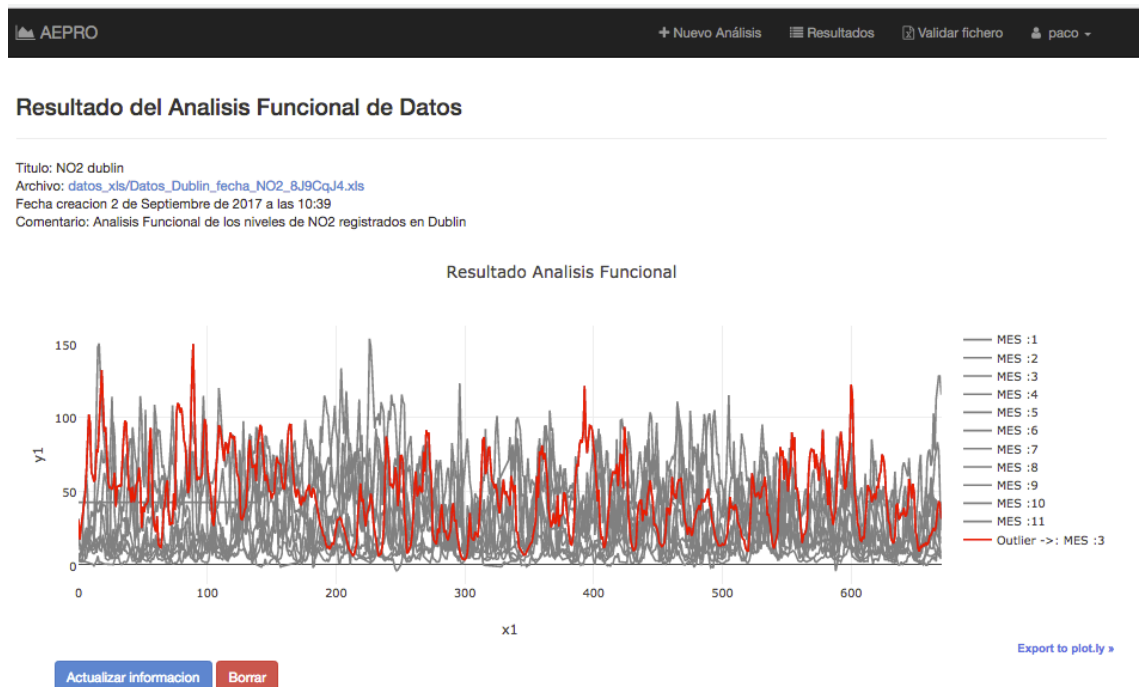 AEPRO
+ Nuevo Análisis
Resultados
Validar fichero
paco
Resultado del Analisis Funcional de Datos
Titulo: NO2 dublin
Archivo: datos_xls/Datos_Dublin_fecha_NO2_8J9CqJ4.xls
Fecha creacion 2 de Septiembre de 2017 a las 10:39
Comentario: Analisis Funcional de los niveles de NO2 registrados en Dublin
Resultado Analisis Funcional
150
100
50
0
y1
0 100 200 300 400 500 600
x1
MES :1
MES :2
MES :3
MES :4
MES :5
MES :6
MES :7
MES :8
MES :9
MES :10
MES :11
Outlier ->: MES :3
Export to plot.ly »
Actualizar informacion
Borrar